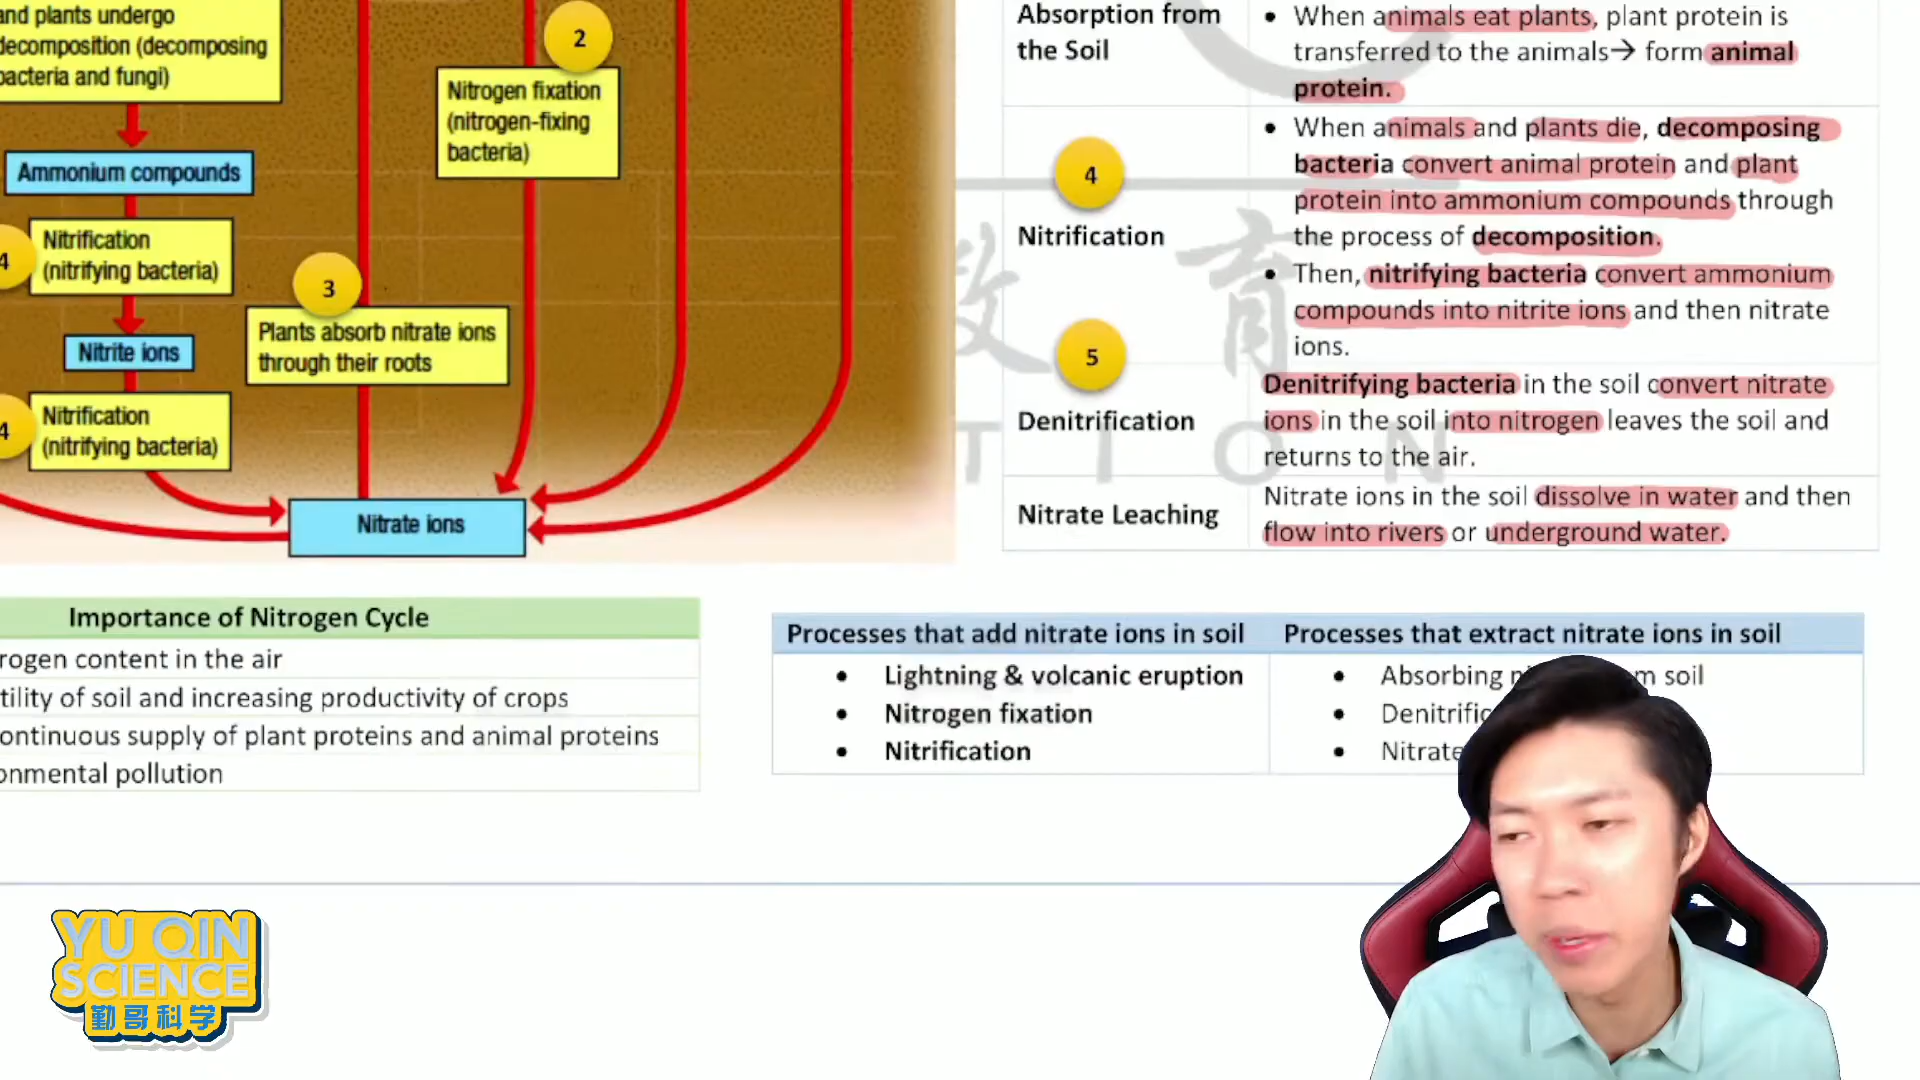 and plants undergo
decomposition (decomposing
bacteria and fungi)
2
Nitrogen fixation
(nitrogen-fixing
bacteria)
Ammonium compounds
4
Nitrification
(nitrifying bacteria)
3
Plants absorb nitrate ions
through their roots
Nitrite ions
4
Nitrification
(nitrifying bacteria)
Nitrate ions
Absorption from
the Soil
• When animals eat plants, plant protein is
transferred to the animals→ form animal
protein.
4
Nitrification
• When animals and plants die, decomposing
bacteria convert animal protein and plant
protein into ammonium compounds through
the process of decomposition.
• Then, nitrifying bacteria convert ammonium
compounds into nitrite ions and then nitrate
ions.
5
Denitrification
Denitrifying bacteria in the soil convert nitrate
ions in the soil into nitrogen leaves the soil and
returns to the air.
Nitrate Leaching
Nitrate ions in the soil dissolve in water and then
flow into rivers or underground water.
教育
TION
Importance of Nitrogen Cycle
rogen content in the air
tility of soil and increasing productivity of crops
ontinuous supply of plant proteins and animal proteins
onmental pollution
Processes that add nitrate ions in soil
• Lightning & volcanic eruption
• Nitrogen fixation
• Nitrification
Processes that extract nitrate ions in soil
• Absorbing soil
• Denitrific
• Nitrate
YU QIN
SCIENCE
勤哥科学